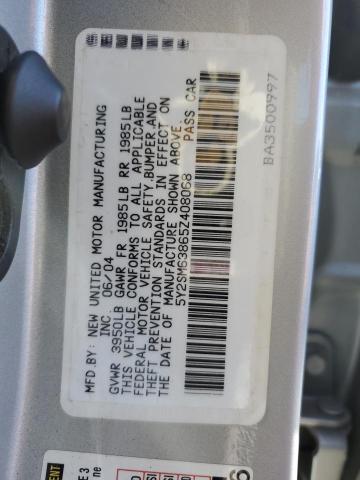 MFD.BY: NEW UNITED MOTOR MANUFACTURING
INC. 06/04
GVWR 3950LB GAWR FR 1985LB RR 1985LB
THIS VEHICLE CONFORMS TO ALL APPLICABLE
FEDERAL MOTOR VEHICLE SAFETY,BUMPER,AND
THEFT PREVENTION STANDARDS IN EFFECT ON
THE DATE OF MANUFACTURE SHOWN ABOVE.
5Y2SM63865Z408068 PASS CAR
BA3500997